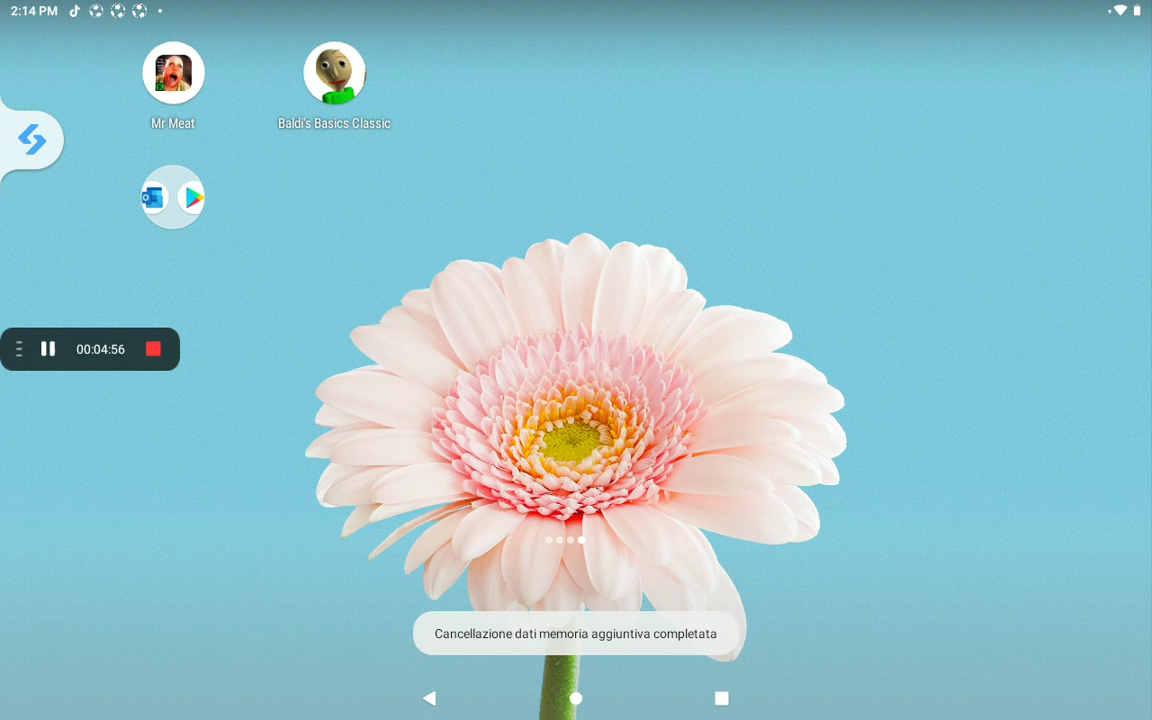 2:14 PM
Mr Meat
Baldi's Basics Classic
00:04:56
Cancellazione dati memoria aggiuntiva completata